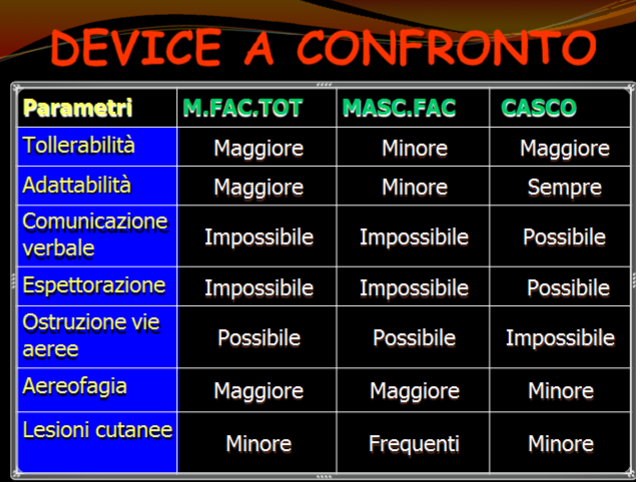 DEVICE A CONFRONTO
Parametri M.FAC.TOT MASC.FAC CASCO
Tollerabilità Maggiore Minore Maggiore
Adattabilità Maggiore Minore Sempre
Comunicazione
verbale Impossibile Impossibile Possibile
Espettorazione Impossibile Impossibile Possibile
Ostruzione vie
aeree Possibile Possibile Impossibile
Aereofagia Maggiore Maggiore Minore
Lesioni cutanee Minore Frequenti Minore